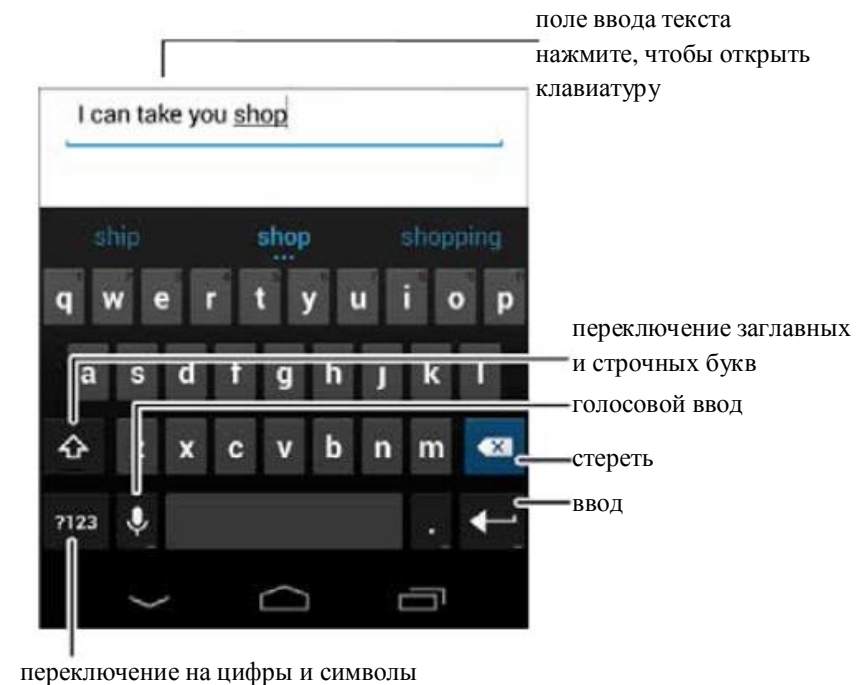 поле ввода текста
нажмите, чтобы открыть
клавиатуру
I can take you shop
ship shop shopping
q w e r t y u i o p
a s d f g h j k l
переключение заглавных
и строчных букв
голосовой ввод
z x c v b n m
стереть
ввод
?123 .
переключение на цифры и символы